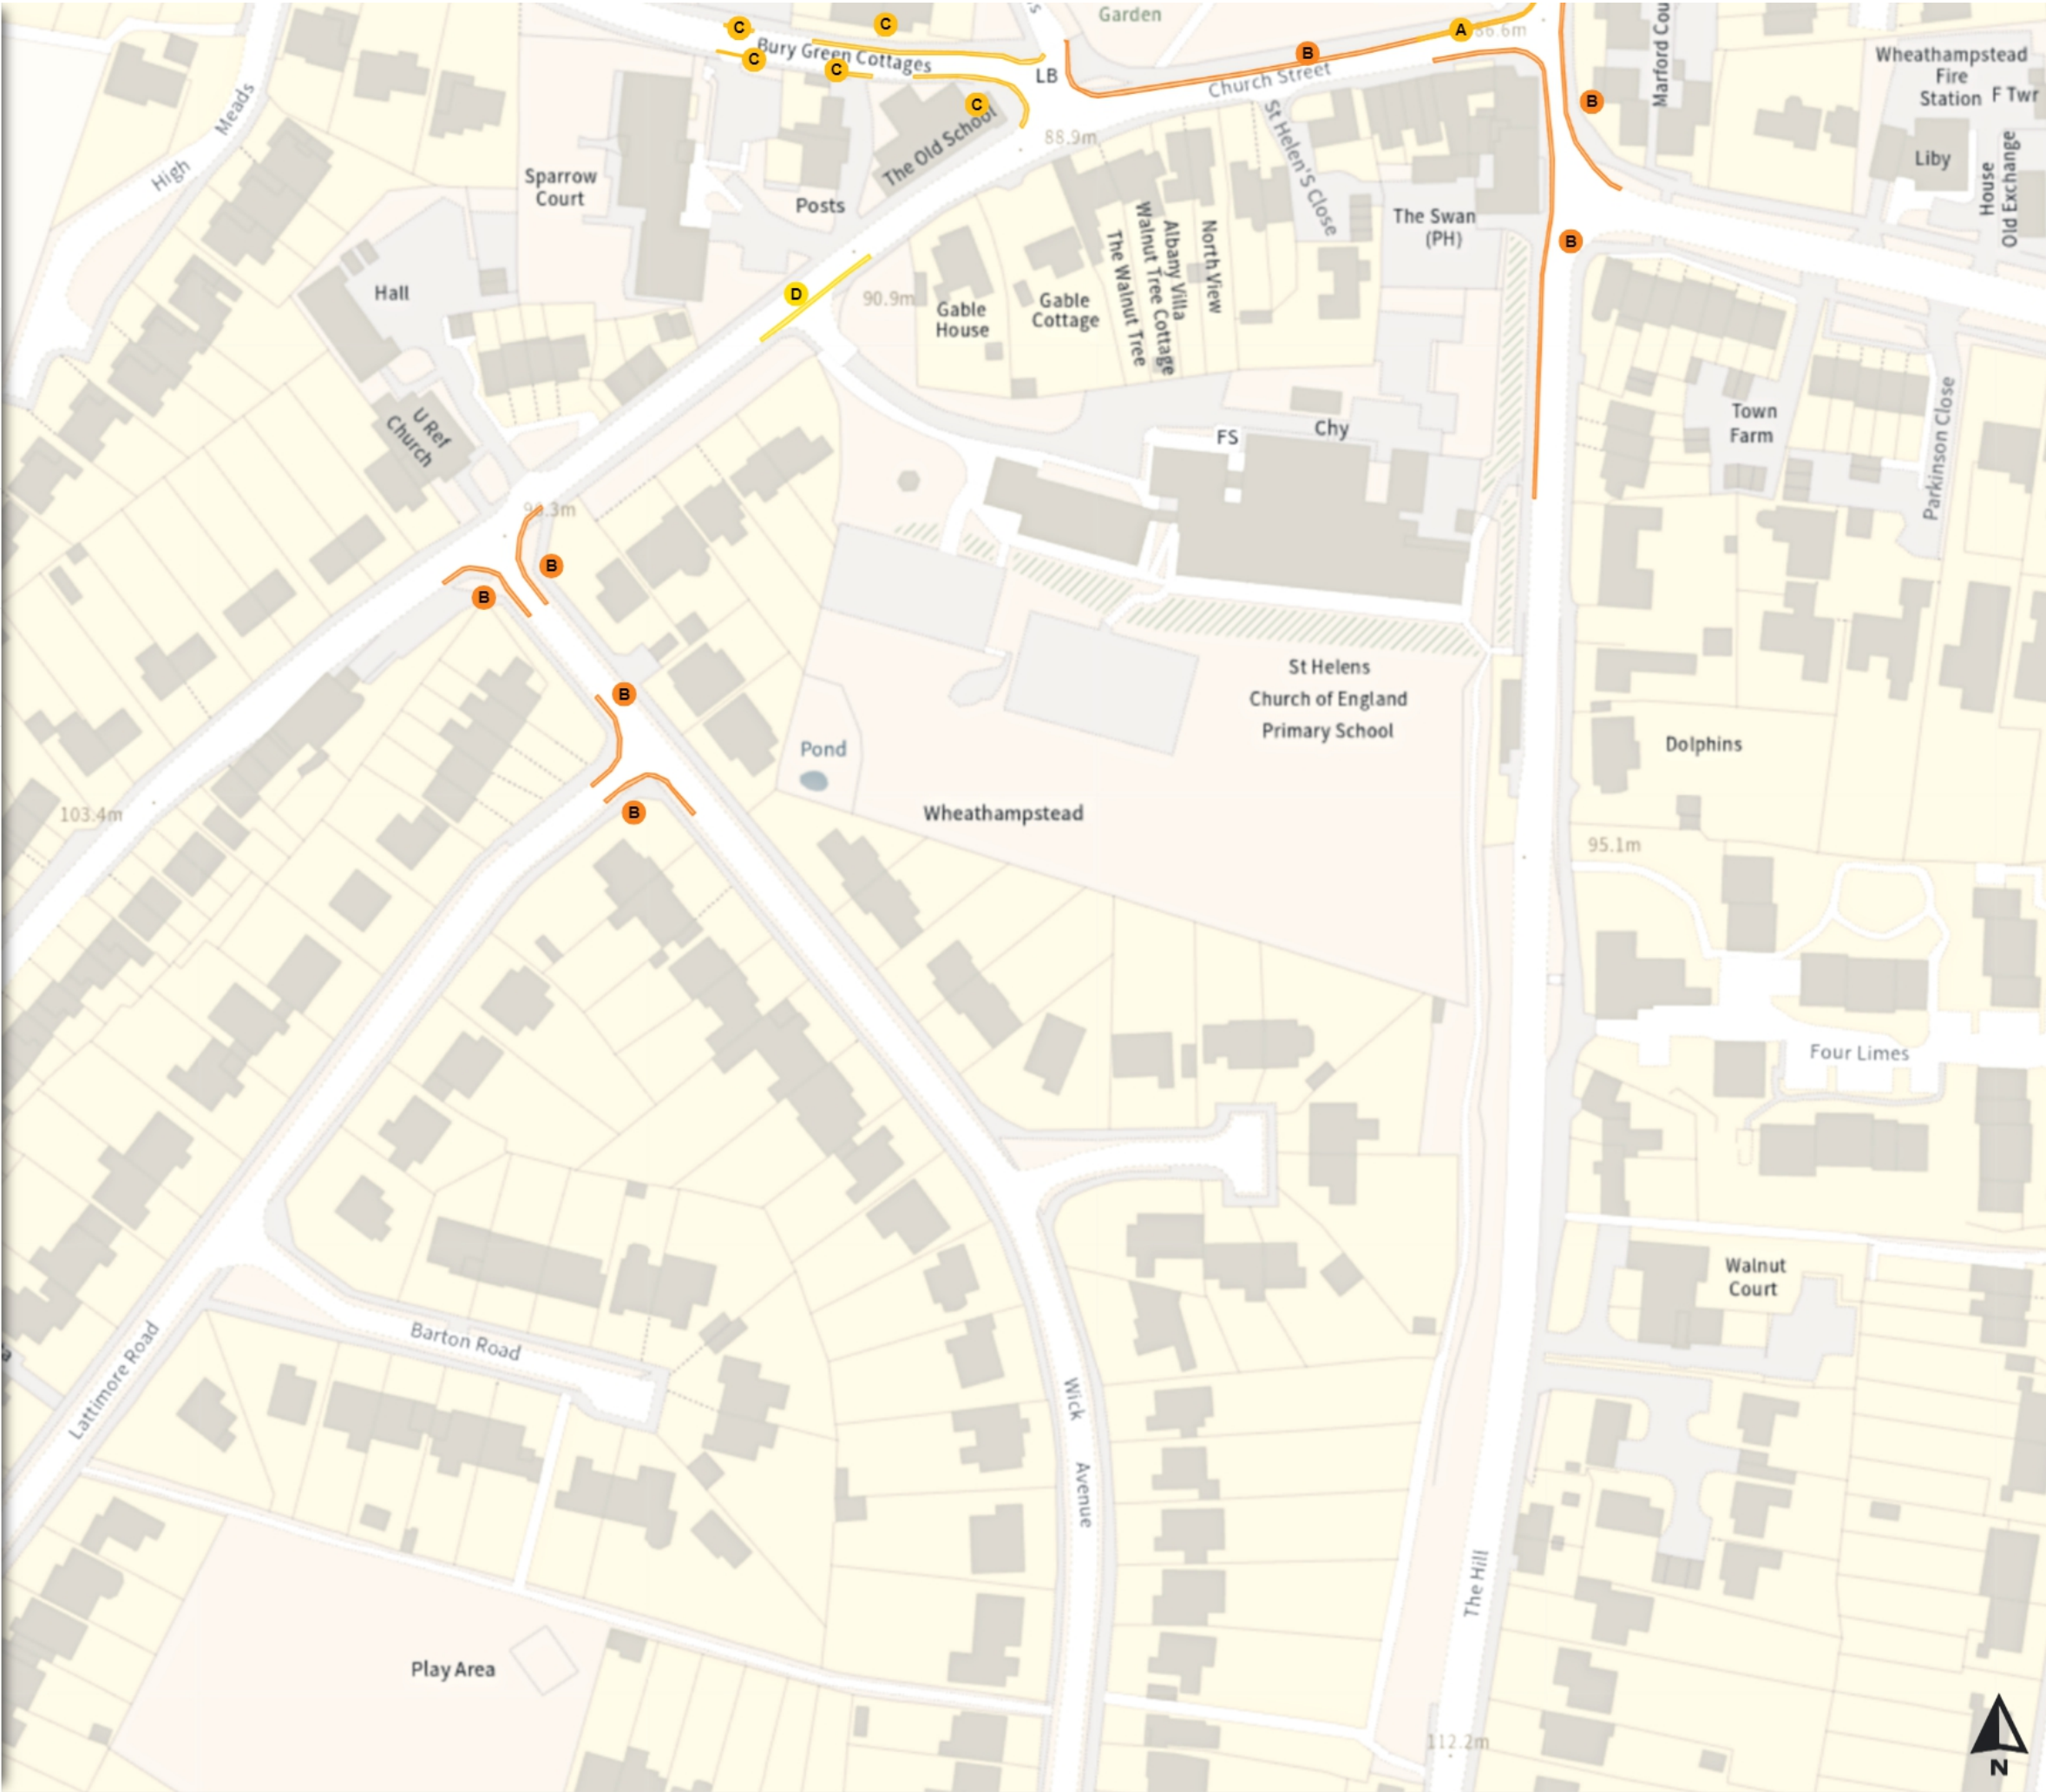 C
C
Garden
A
86.6m
Marford Cou
Bury Green Cottages
C
C
LB
B
Church Street
B
Wheathampstead
Fire
Station
F Twr
Meads
High
C
The Old School
88.9m
St Helen'S Close
Liby
House
Old Exchange
Sparrow
Court
Posts
The Swan
(PH)
B
Hall
D
90.9m
Gable
House
Gable
Cottage
The Walnut Tree
Walnut Tree Cottage
Albany Villa
North View
U Ref
Church
FS
Chy
Town
Farm
Parkinson Close
B
B
B
B
St Helens
Church of England
Primary School
Pond
Dolphins
Wheathampstead
103.4m
95.1m
Four Limes
Walnut
Court
Lattimore Road
Barton Road
Wick
Avenue
The Hill
Play Area
112.2m
N